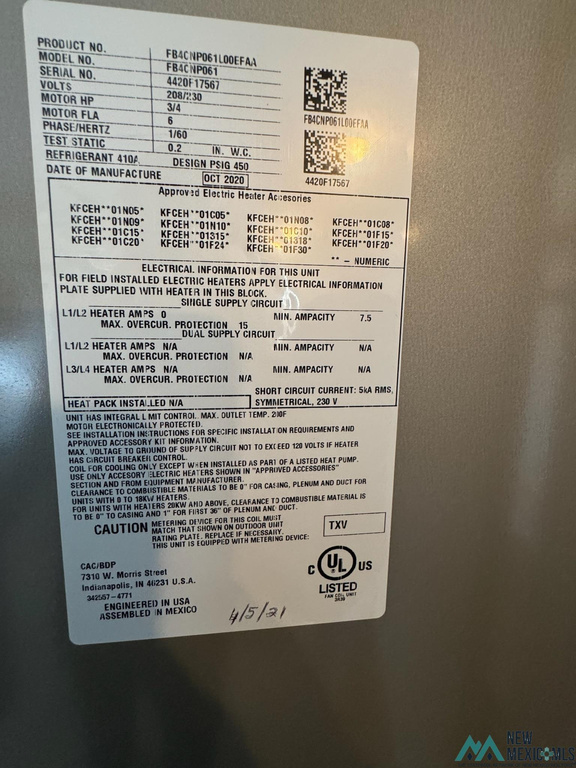 PRODUCT NO. FB4CNP061L00EFAA
MODEL NO. FB4CNP061
SERIAL NO. 4420F17567
VOLTS 208/230
MOTOR HP 3/4
MOTOR FLA 6
PHASE/HERTZ 1/60
TEST STATIC 0.2 IN. W.C.
REFRIGERANT 410A DESIGN PSIG 450
DATE OF MANUFACTURE OCT 2020
FB4CNP061L00EFAA
4420F17567
Approved Electric Heater Accesories
KFCEH**01N05* KFCEH**01C05* KFCEH**01N08* KFCEH**01C08*
KFCEH**01N09* KFCEH**01N10* KFCEH**01C10* KFCEH**01F15*
KFCEH**01C15* KFCEH**01315* KFCEH**01318* KFCEH**01F20*
KFCEH**01C20* KFCEH**01F24* KFCEH**01F30*
** - NUMERIC
ELECTRICAL INFORMATION FOR THIS UNIT
FOR FIELD INSTALLED ELECTRIC HEATERS APPLY ELECTRICAL INFORMATION
PLATE SUPPLIED WITH HEATER IN THIS BLOCK.
SINGLE SUPPLY CIRCUIT
L1/L2 HEATER AMPS 0 MIN. AMPACITY 7.5
MAX. OVERCUR. PROTECTION 15
DUAL SUPPLY CIRCUIT
L1/L2 HEATER AMPS N/A MIN. AMPACITY N/A
MAX. OVERCUR. PROTECTION N/A
L3/L4 HEATER AMPS N/A MIN. AMPACITY N/A
MAX. OVERCUR. PROTECTION N/A
HEAT PACK INSTALLED N/A
SHORT CIRCUIT CURRENT: 5kA RMS,
SYMMETRICAL, 230 V
UNIT HAS INTEGRAL LIMIT CONTROL. MAX. OUTLET TEMP. 200F
MOTOR ELECTRONICALLY PROTECTED.
SEE INSTALLATION INSTRUCTIONS FOR SPECIFIC INSTALLATION REQUIREMENTS AND
APPROVED ACCESSORY KIT INFORMATION.
MAX. VOLTAGE TO GROUND OF SUPPLY CIRCUIT NOT TO EXCEED 120 VOLTS IF HEATER
HAS CIRCUIT BREAKER CONTROL.
COIL FOR COOLING ONLY EXCEPT WHEN INSTALLED AS PART OF A LISTED HEAT PUMP.
USE ONLY ACCESSORY ELECTRIC HEATERS SHOWN IN "APPROVED ACCESSORIES"
SECTION AND FROM EQUIPMENT MANUFACTURER.
CLEARANCE TO COMBUSTIBLE MATERIALS TO BE 0" FOR CASING, PLENUM AND DUCT FOR
UNITS WITH 0 TO 18KW HEATERS.
FOR UNITS WITH HEATERS 20KW AND ABOVE, CLEARANCE TO COMBUSTIBLE MATERIAL IS
TO BE 0" TO CASING AND 1" FOR FIRST 36" OF PLENUM AND DUCT.
CAUTION
METERING DEVICE FOR THIS COIL MUST
MATCH THAT SHOWN ON OUTDOOR UNIT
RATING PLATE. REPLACE IF NECESSARY.
THIS UNIT IS EQUIPPED WITH METERING DEVICE:
TXV
CAC/BDP
7310 W. Morris Street
Indianapolis, IN 46231 U.S.A.
342557-4771
ENGINEERED IN USA
ASSEMBLED IN MEXICO
C UL US
LISTED
FAN COIL UNIT
4/5/21
NEW
MEXICO MLS